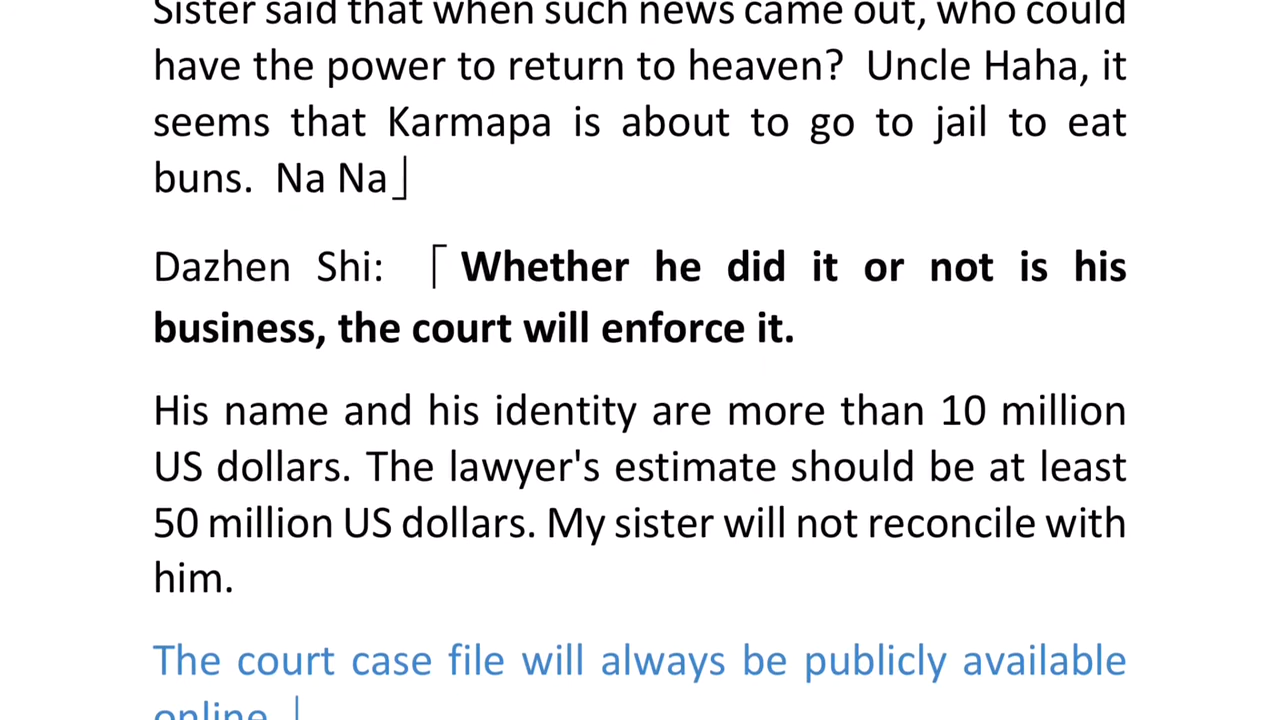 Sister said that when such news came out, who could
have the power to return to heaven? Uncle Haha, it
seems that Karmapa is about to go to jail to eat
buns. Na Na」
Dazhen Shi: 「Whether he did it or not is his
business, the court will enforce it.
His name and his identity are more than 10 million
US dollars. The lawyer's estimate should be at least
50 million US dollars. My sister will not reconcile with
him.
The court case file will always be publicly available
online.」